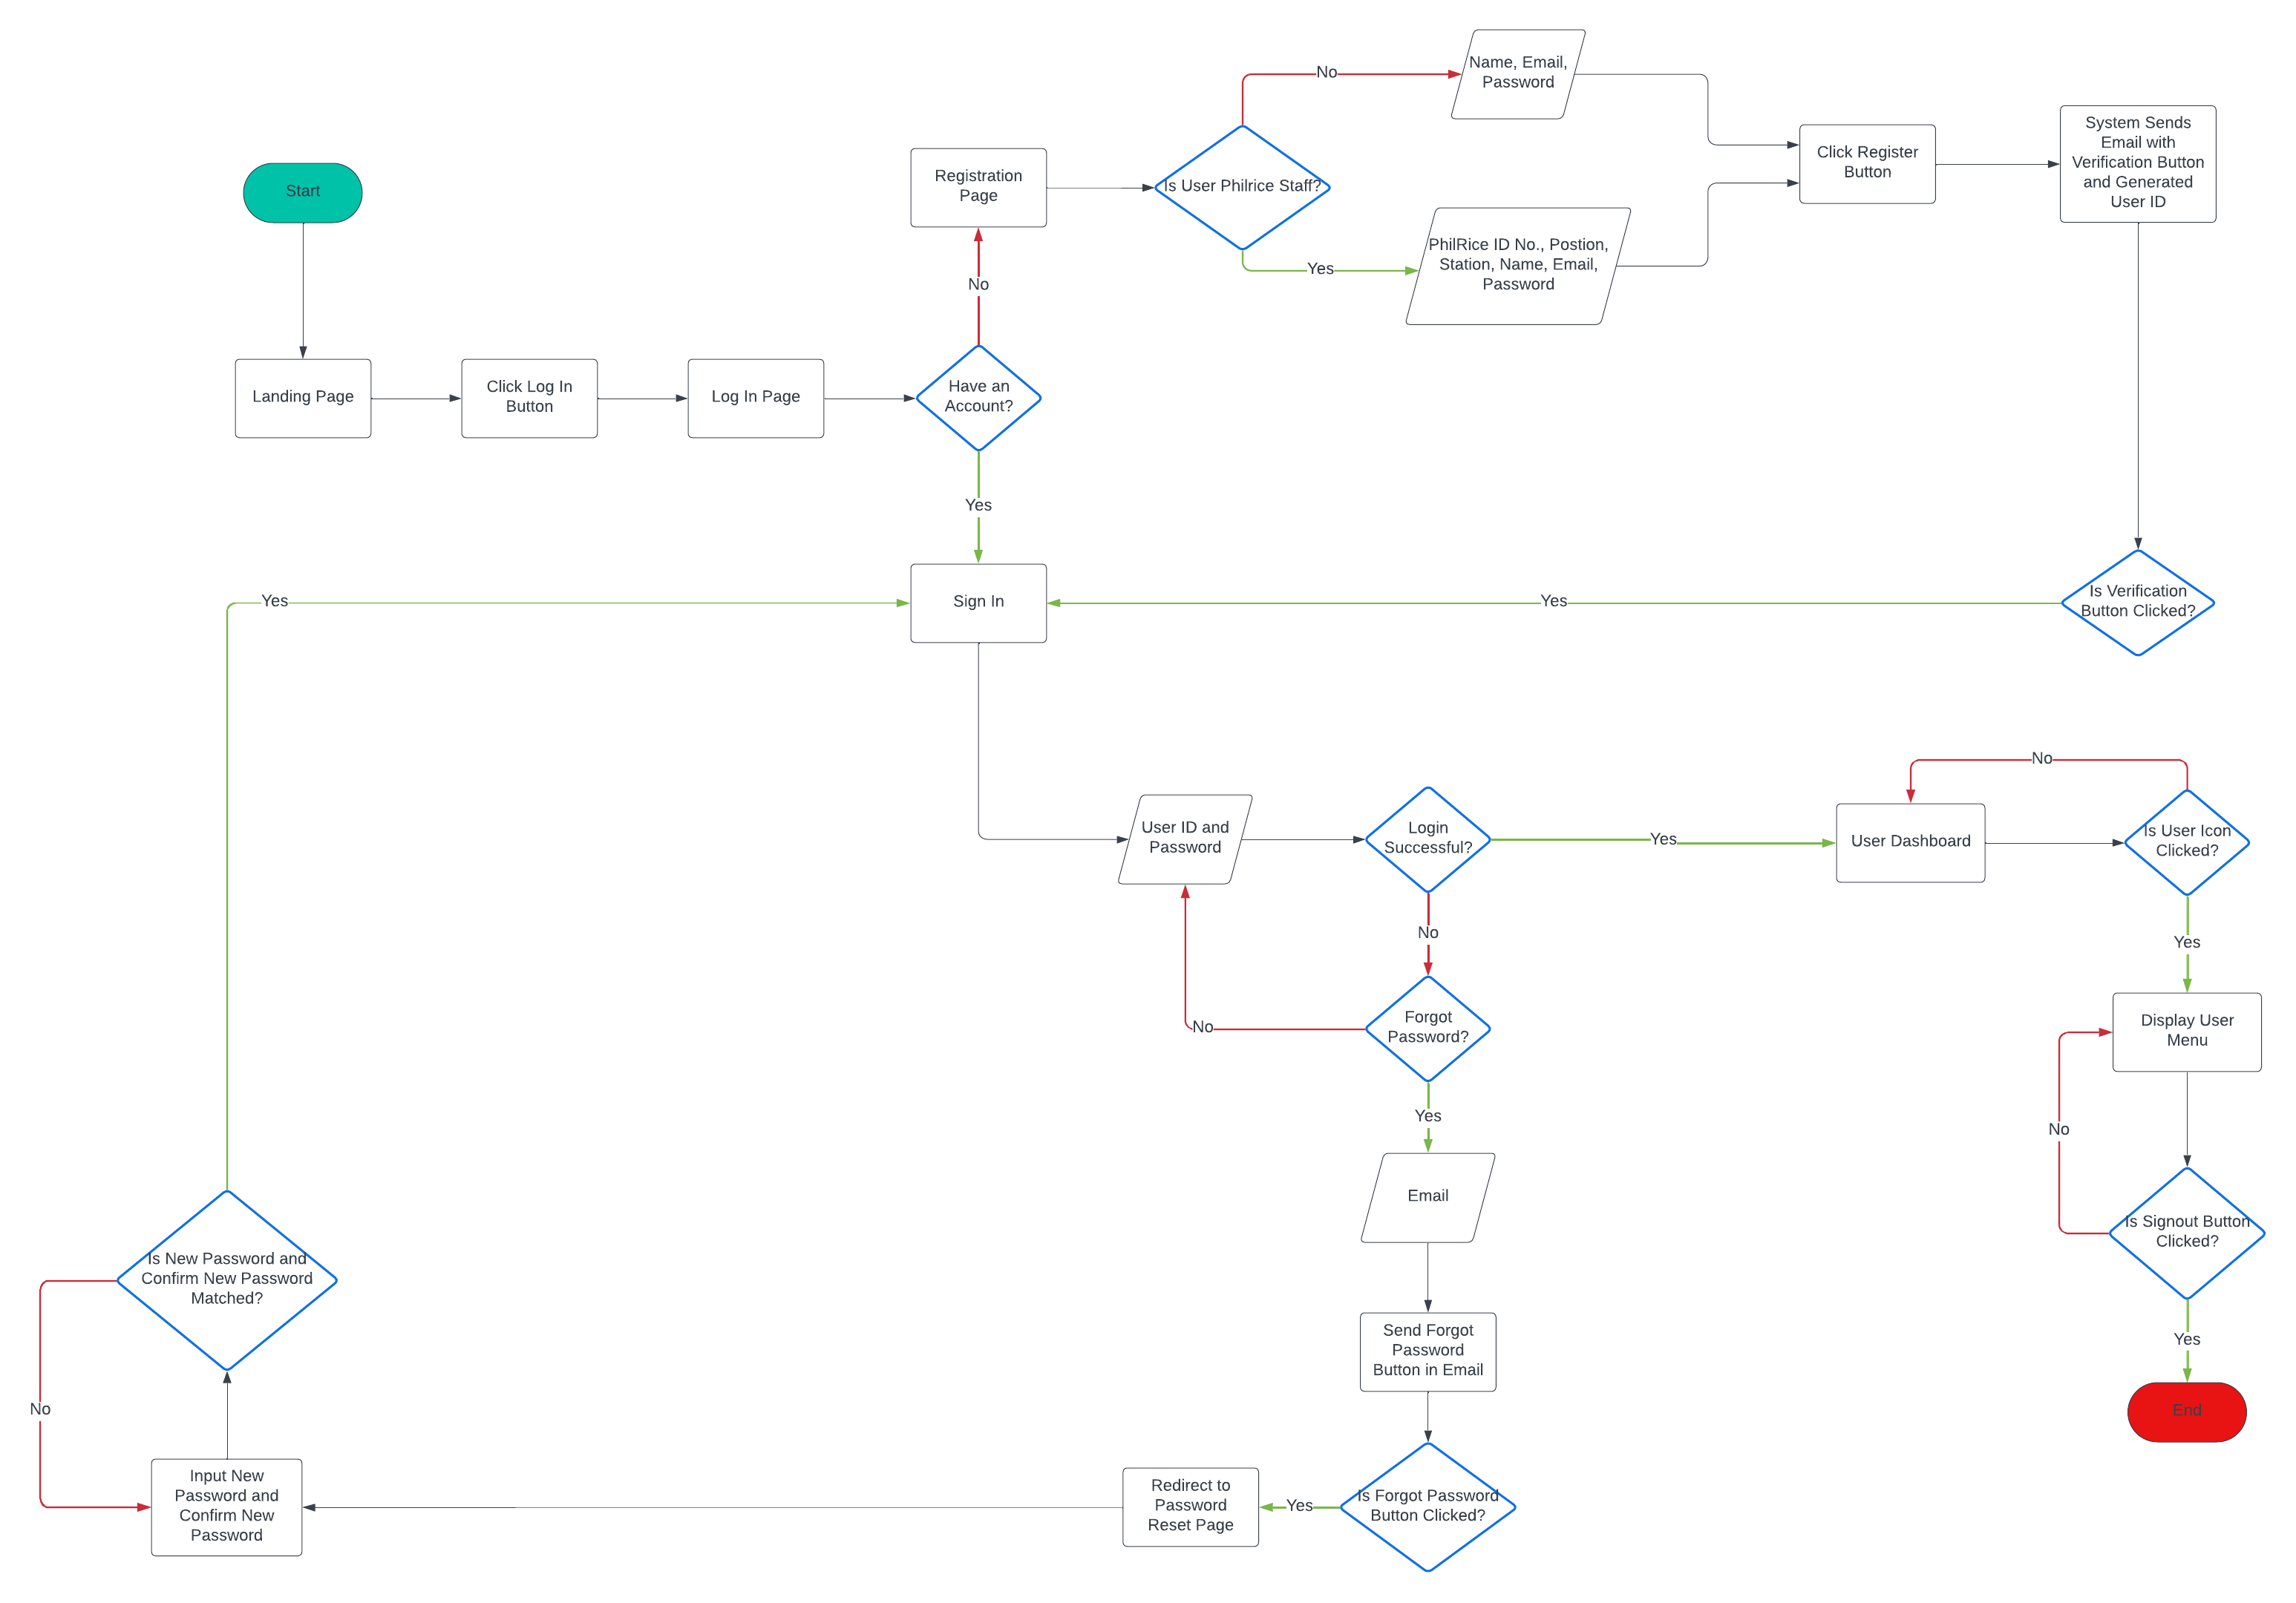 No
Name, Email,
Password
Start
Registration
Page
Is User Philrice Staff?
Click Register
Button
System Sends
Email with
Verification Button
and Generated
User ID
No
Yes
PhilRice ID No., Postion,
Station, Name, Email,
Password
Landing Page
Click Log In
Button
Log In Page
Have an
Account?
Yes
Yes
Sign In
Yes
Is Verification
Button Clicked?
No
User ID and
Password
Login
Successful?
Yes
User Dashboard
Is User Icon
Clicked?
No
Yes
No
Forgot
Password?
Display User
Menu
Yes
No
Email
Is Signout Button
Clicked?
Is New Password and
Confirm New Password
Matched?
Send Forgot
Password
Button in Email
Yes
No
End
Input New
Password and
Confirm New
Password
Redirect to
Password
Reset Page
Yes
Is Forgot Password
Button Clicked?